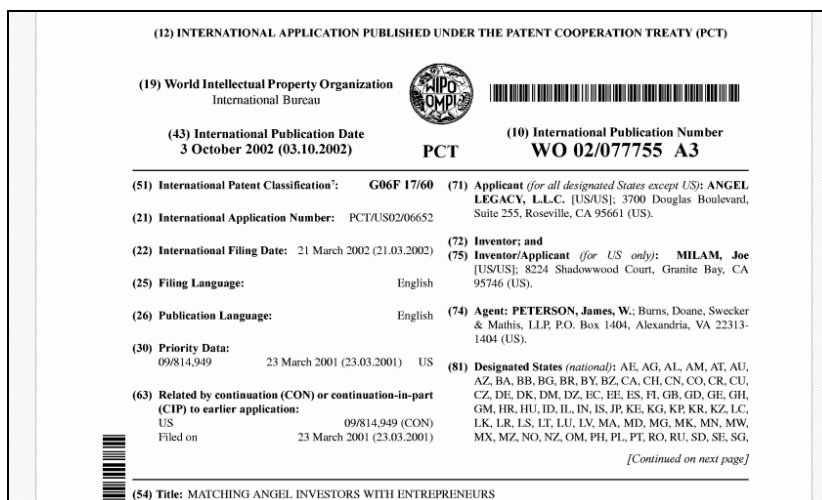 (12) INTERNATIONAL APPLICATION PUBLISHED UNDER THE PATENT COOPERATION TREATY (PCT)
(19) World Intellectual Property Organization
International Bureau
WIPO
OMPI
(43) International Publication Date
3 October 2002 (03.10.2002)
PCT
(10) International Publication Number
WO 02/077755 A3
(51) International Patent Classification7: G06F 17/60
(21) International Application Number: PCT/US02/06652
(22) International Filing Date: 21 March 2002 (21.03.2002)
(25) Filing Language: English
(26) Publication Language: English
(30) Priority Data:
09/814,949 23 March 2001 (23.03.2001) US
(63) Related by continuation (CON) or continuation-in-part
(CIP) to earlier application:
US 09/814,949 (CON)
Filed on 23 March 2001 (23.03.2001)
(71) Applicant (for all designated States except US): ANGEL
LEGACY, L.L.C. [US/US]; 3700 Douglas Boulevard,
Suite 255, Roseville, CA 95661 (US).
(72) Inventor; and
(75) Inventor/Applicant (for US only): MILAM, Joe
[US/US]; 8224 Shadowwood Court, Granite Bay, CA
95746 (US).
(74) Agent: PETERSON, James, W.; Burns, Doane, Swecker
& Mathis, LLP, P.O. Box 1404, Alexandria, VA 22313-
1404 (US).
(81) Designated States (national): AE, AG, AL, AM, AT, AU,
AZ, BA, BB, BG, BR, BY, BZ, CA, CH, CN, CO, CR, CU,
CZ, DE, DK, DM, DZ, EC, EE, ES, FI, GB, GD, GE, GH,
GM, HR, HU, ID, IL, IN, IS, JP, KE, KG, KP, KR, KZ, LC,
LK, LR, LS, LT, LU, LV, MA, MD, MG, MK, MN, MW,
MX, MZ, NO, NZ, OM, PH, PL, PT, RO, RU, SD, SE, SG,
[Continued on next page]
(54) Title: MATCHING ANGEL INVESTORS WITH ENTREPRENEURS